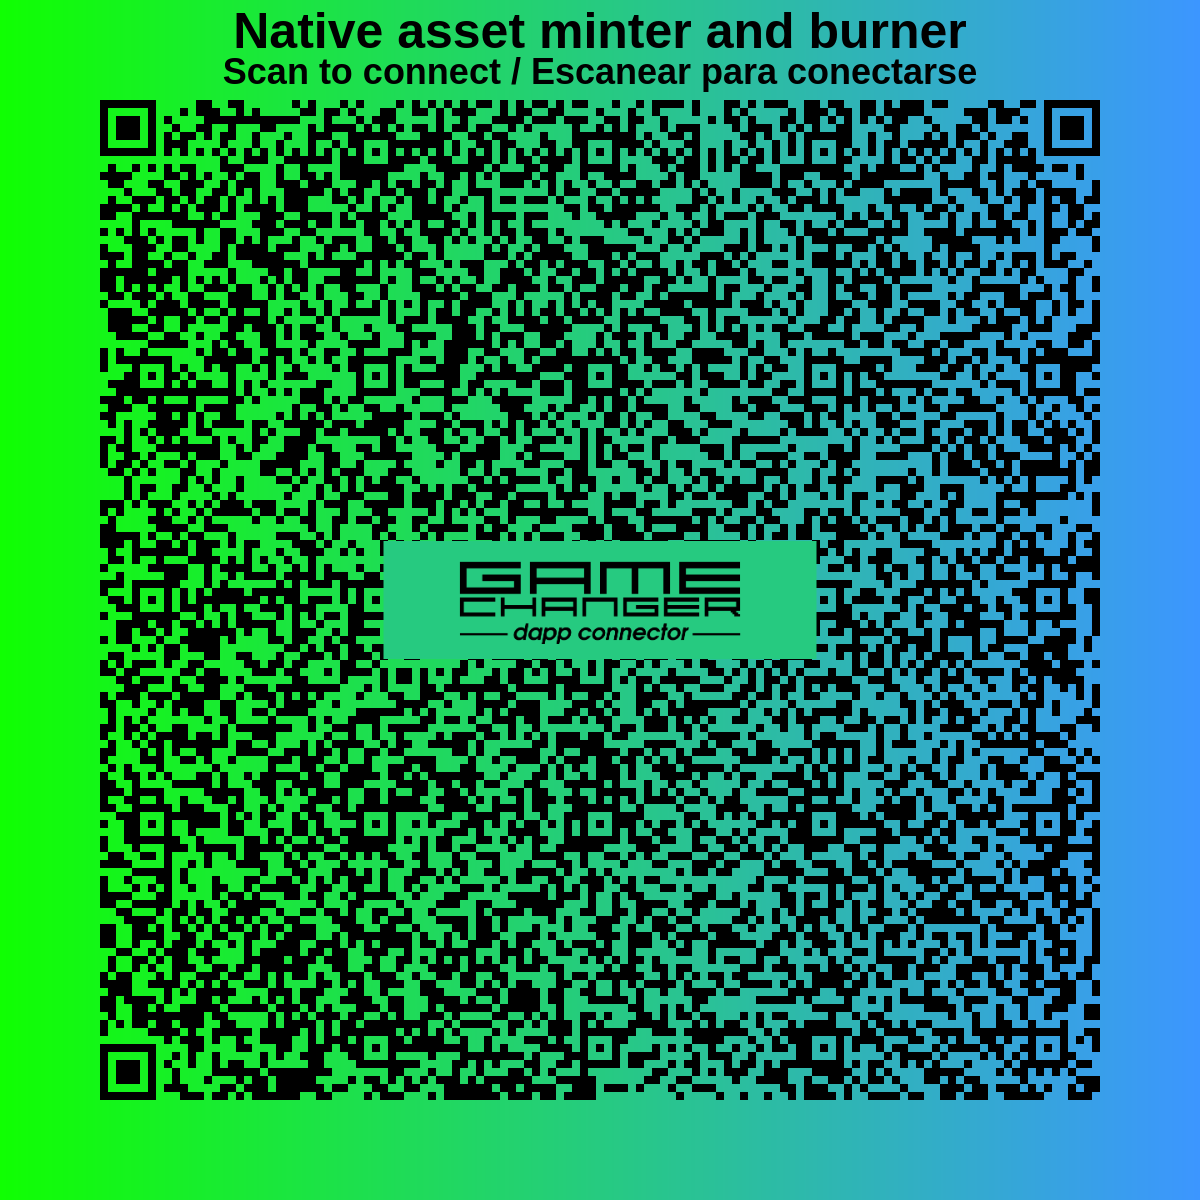 Native asset minter and burner
Scan to connect / Escanear para conectarse
GAME
CHANGER
dapp connector